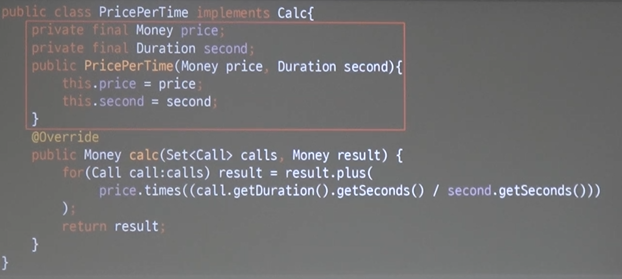 public class PricePerTime implements Calc{
private final Money price;
private final Duration second;
public PricePerTime(Money price, Duration second){
this.price = price;
this.second = second;
}
@Override
public Money calc(Set<Call> calls, Money result) {
for(Call call:calls) result = result.plus(
price.times((call.getDuration().getSeconds() / second.getSeconds()))
);
return result;
}
}